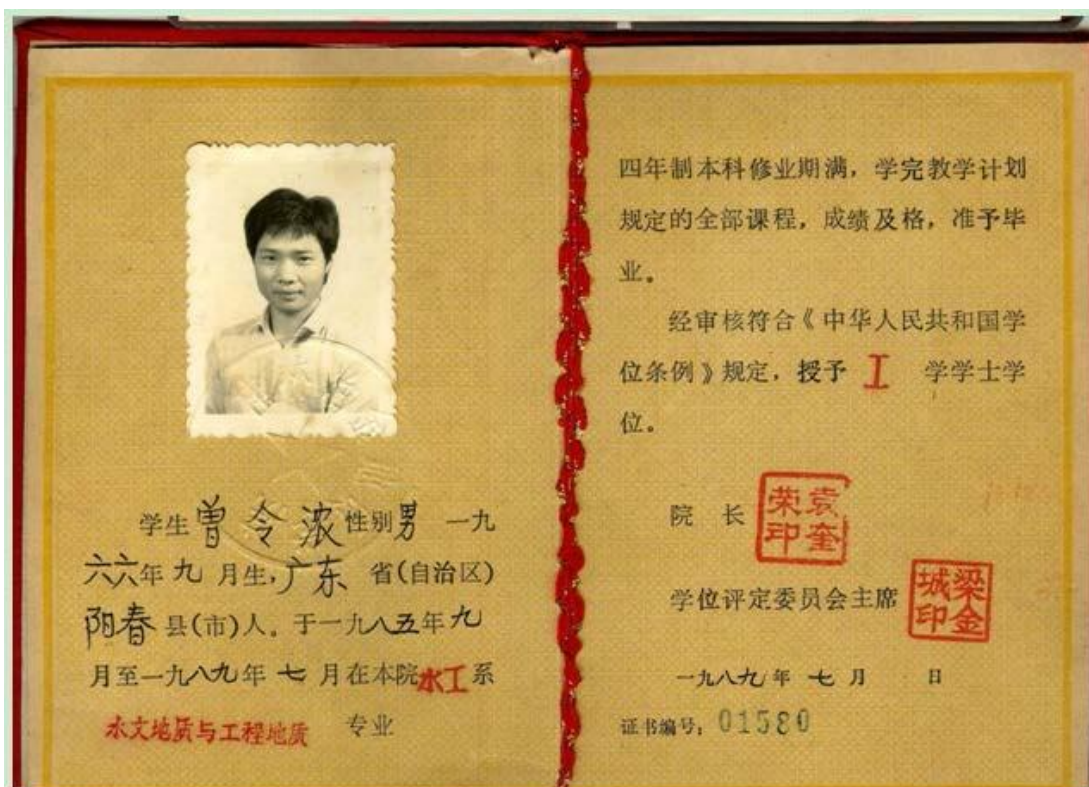 学生曾令浓性别男 一九
六六年九月生,广东 省(自治区)
阳春县(市)人。于一九八五年九
月至一九八九年七月在本院水工系
水文地质与工程地质 专业
四年制本科修业期满，学完教学计划
规定的全部课程，成绩及格，准予毕
业。
经审核符合《中华人民共和国学
位条例》规定，授予 工 学学士学
位。
院 长 袁奎荣印
学位评定委员会主席 梁金城印
一九八九年七月 日
证书编号：01580